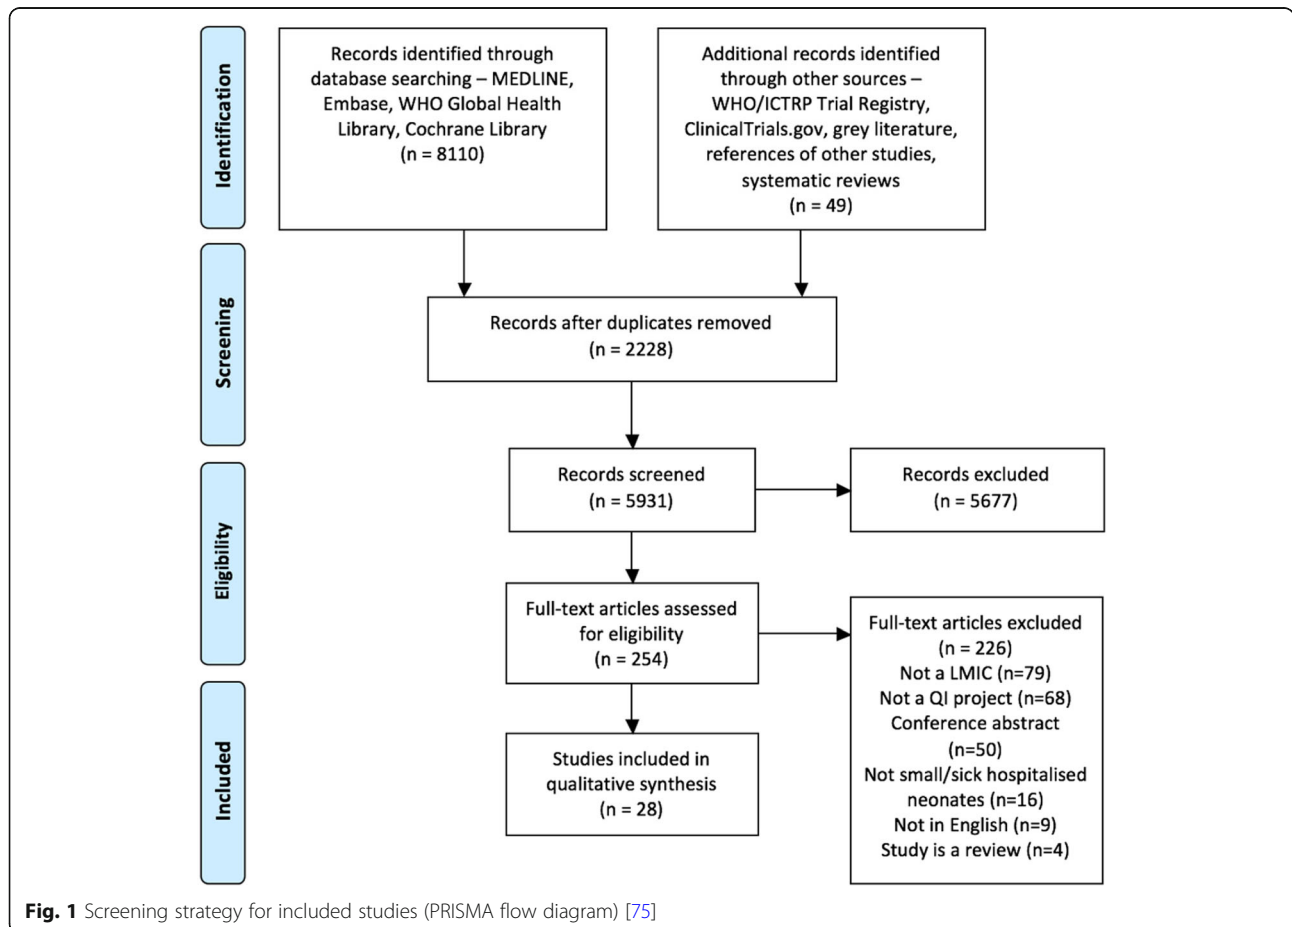 Identification
Records identified through
database searching – MEDLINE,
Embase, WHO Global Health
Library, Cochrane Library
(n = 8110)
Additional records identified
through other sources –
WHO/ICTRP Trial Registry,
ClinicalTrials.gov, grey literature,
references of other studies,
systematic reviews
(n = 49)
Screening
Records after duplicates removed
(n = 2228)
Records screened
(n = 5931)
Records excluded
(n = 5677)
Eligibility
Full-text articles assessed
for eligibility
(n = 254)
Full-text articles excluded
(n = 226)
Not a LMIC (n=79)
Not a QI project (n=68)
Conference abstract
(n=50)
Not small/sick hospitalised
neonates (n=16)
Not in English (n=9)
Study is a review (n=4)
Included
Studies included in
qualitative synthesis
(n = 28)
Fig. 1 Screening strategy for included studies (PRISMA flow diagram) [75]